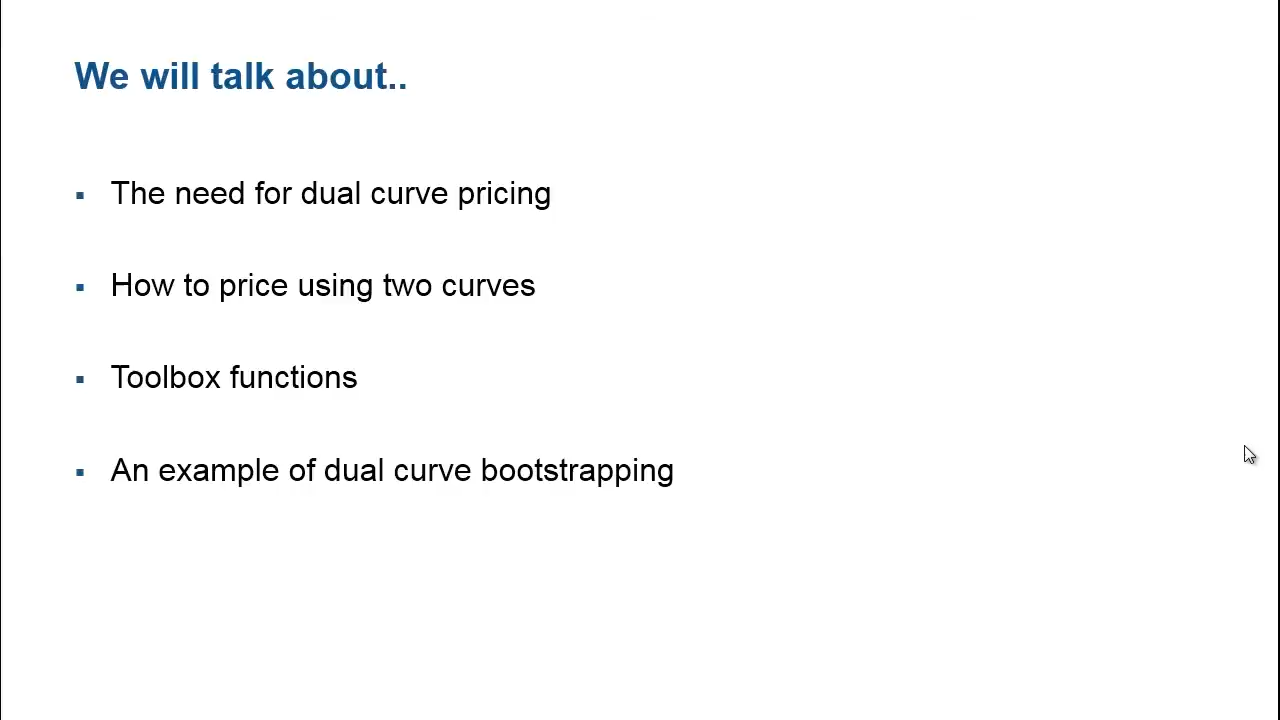 We will talk about..
▪ The need for dual curve pricing
▪ How to price using two curves
▪ Toolbox functions
▪ An example of dual curve bootstrapping